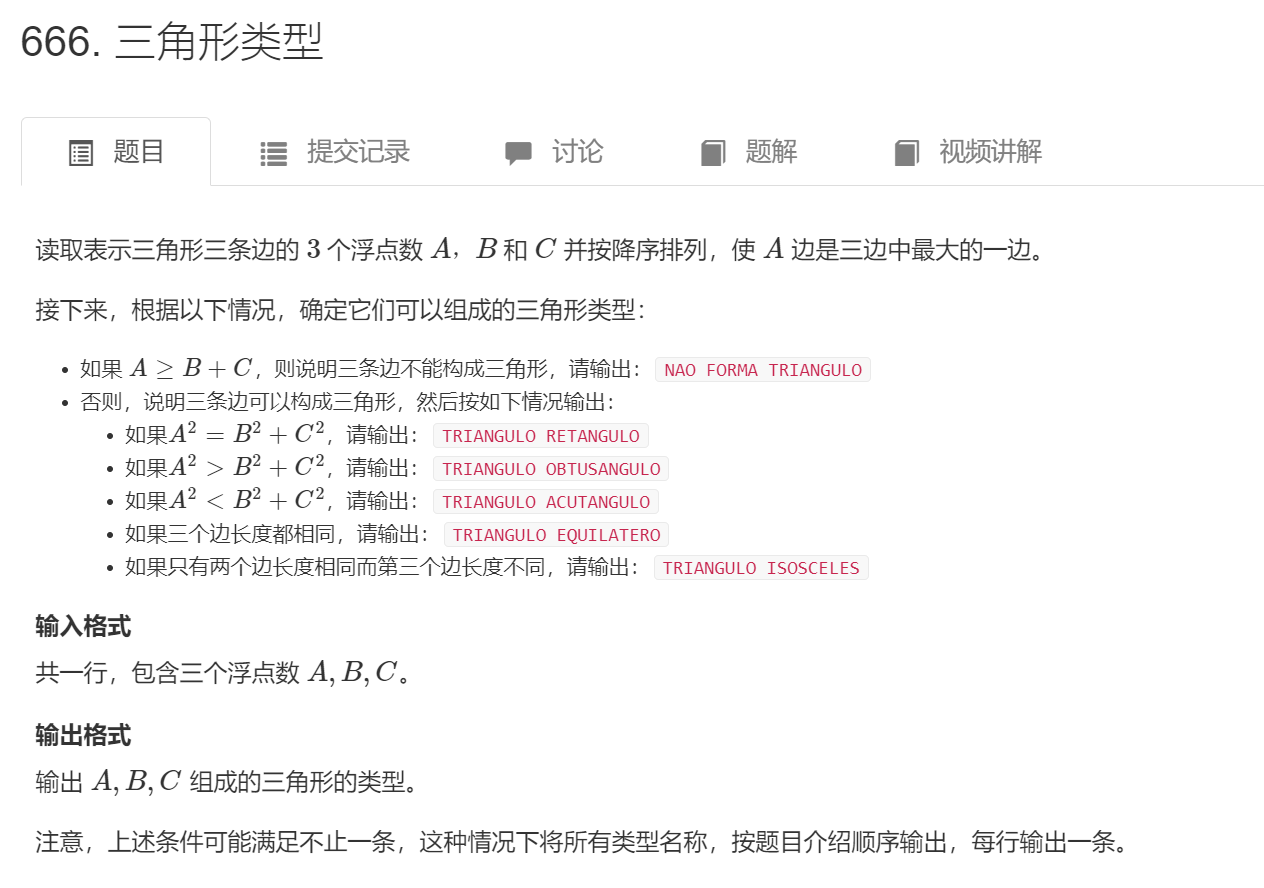 666. 三角形类型
题目 提交记录 讨论 题解 视频讲解
读取表示三角形三条边的 3 个浮点数 A，B 和 C 并按降序排列，使 A 边是三边中最大的一边。
接下来，根据以下情况，确定它们可以组成的三角形类型：
• 如果 A ≥ B + C，则说明三条边不能构成三角形，请输出： NAO FORMA TRIANGULO
• 否则，说明三条边可以构成三角形，然后按如下情况输出：
• 如果A² = B² + C²，请输出： TRIANGULO RETANGULO
• 如果A² > B² + C²，请输出： TRIANGULO OBTUSANGULO
• 如果A² < B² + C²，请输出： TRIANGULO ACUTANGULO
• 如果三个边长度都相同，请输出： TRIANGULO EQUILATERO
• 如果只有两个边长度相同而第三个边长度不同，请输出： TRIANGULO ISOSCELES
输入格式
共一行，包含三个浮点数 A, B, C。
输出格式
输出 A, B, C 组成的三角形的类型。
注意，上述条件可能满足不止一条，这种情况下将所有类型名称，按题目介绍顺序输出，每行输出一条。